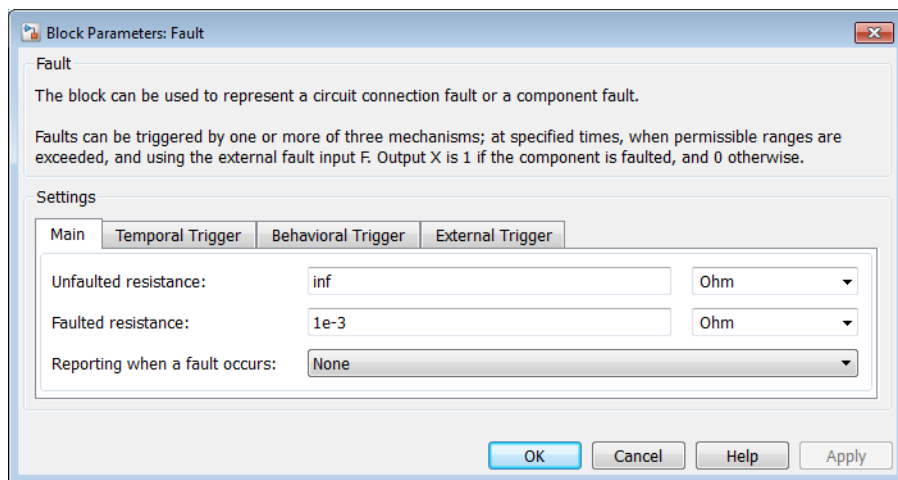 Block Parameters: Fault
Fault
The block can be used to represent a circuit connection fault or a component fault.
Faults can be triggered by one or more of three mechanisms; at specified times, when permissible ranges are
exceeded, and using the external fault input F. Output X is 1 if the component is faulted, and 0 otherwise.
Settings
Main Temporal Trigger Behavioral Trigger External Trigger
Unfaulted resistance: inf Ohm
Faulted resistance: 1e-3 Ohm
Reporting when a fault occurs: None
OK Cancel Help Apply